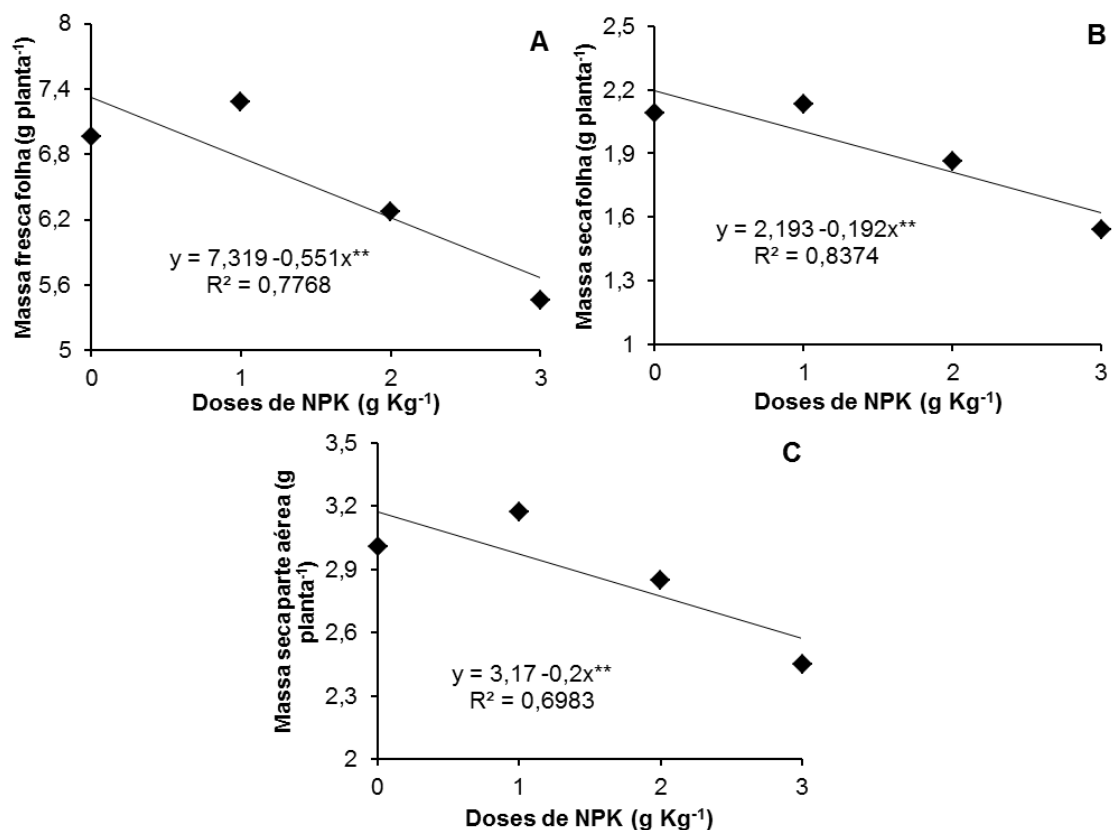 A
Massa fresca folha (g planta-1)
8
7,4
6,8
6,2
5,6
5
y = 7,319 -0,551x**
R² = 0,7768
0 1 2 3
Doses de NPK (g Kg-1)
B
Massa seca folha (g planta-1)
2,5
2,2
1,9
1,6
1,3
1
y = 2,193 -0,192x**
R² = 0,8374
0 1 2 3
Doses de NPK (g Kg-1)
C
Massa seca parte aérea (g
planta-1)
3,5
3,2
2,9
2,6
2,3
2
y = 3,17 -0,2x**
R² = 0,6983
0 1 2 3
Doses de NPK (g Kg-1)